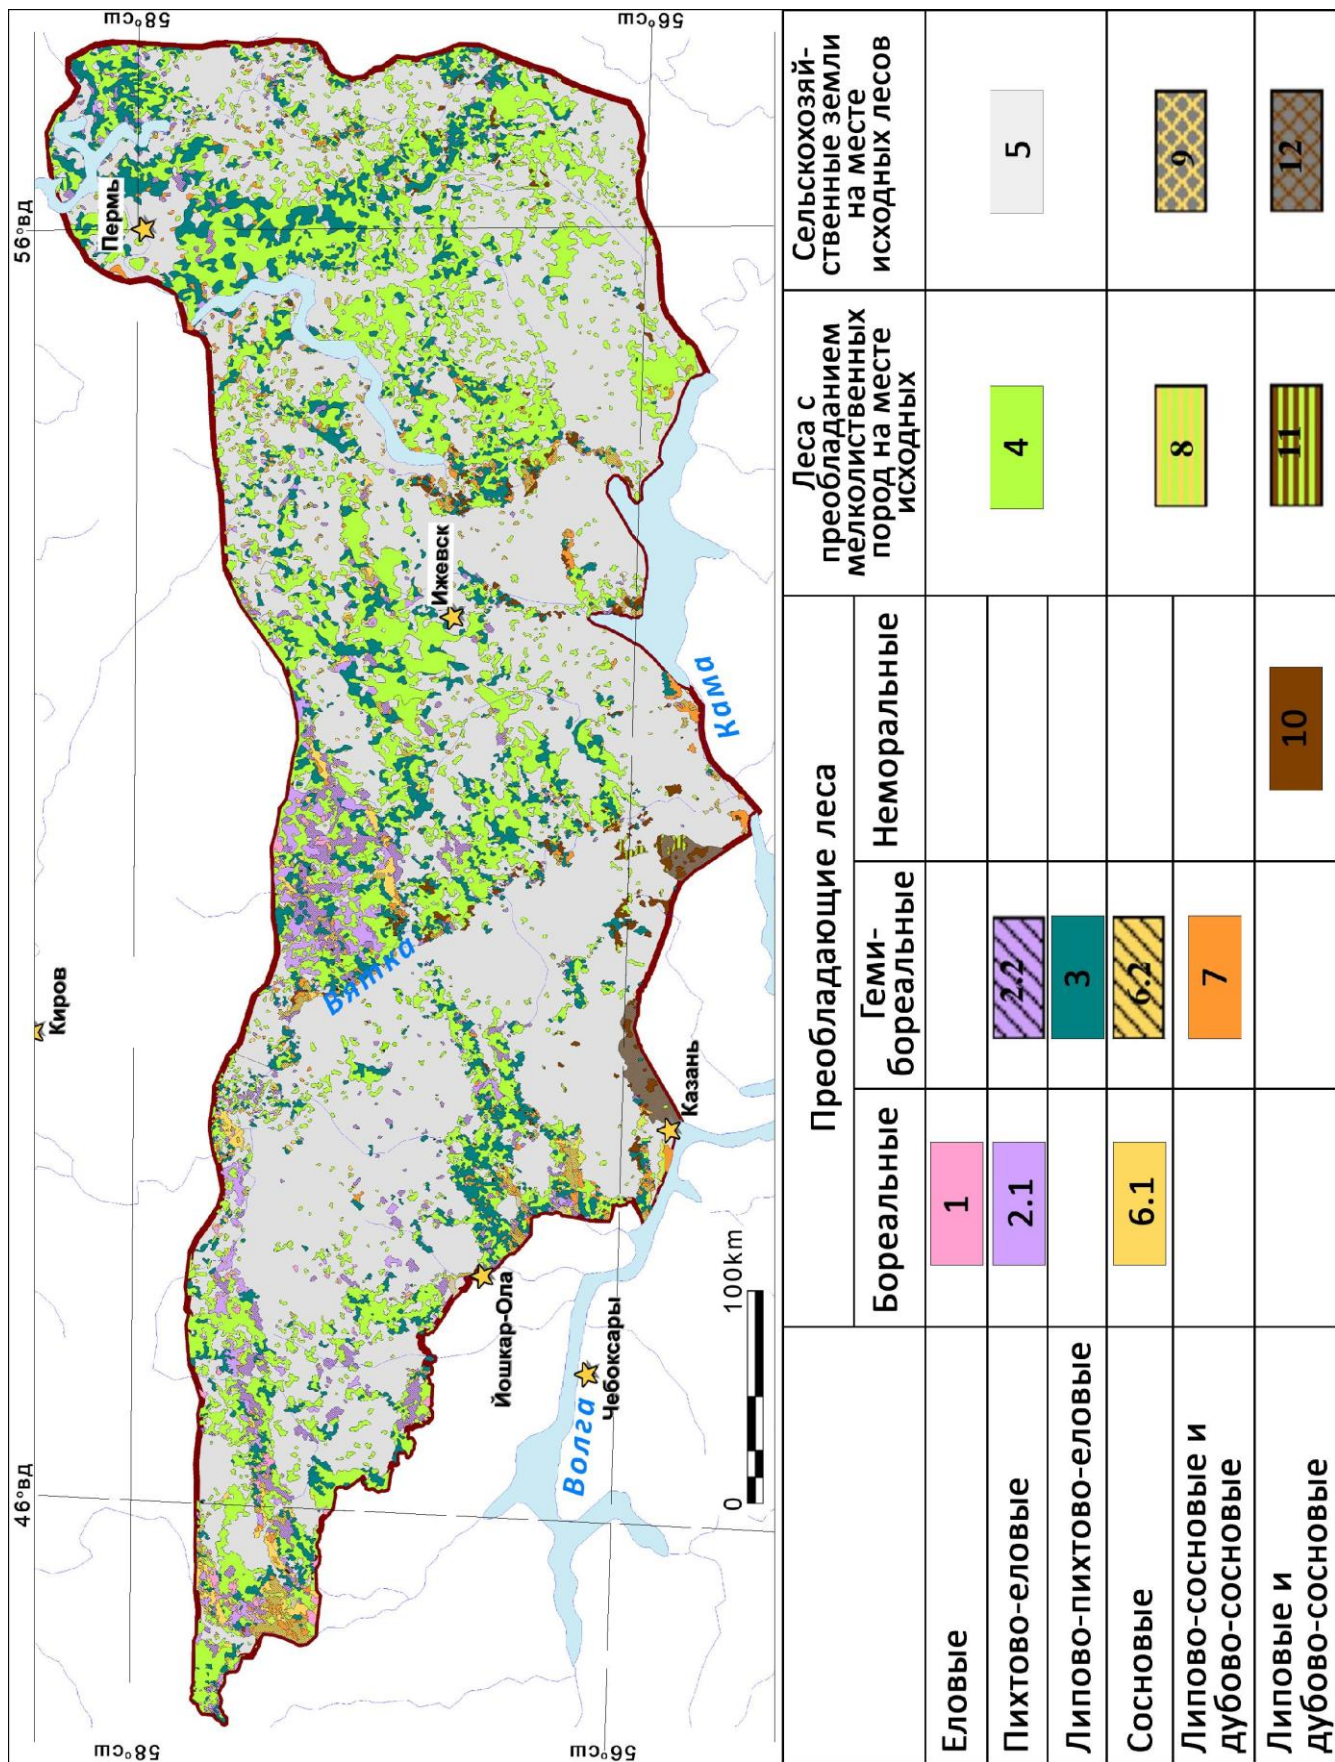 46°вд
56°вд
58°сш
58°сш
Киров
Пермь
Вятка
Ижевск
Йошкар-Ола
Волга
Чебоксары
Казань
Кама
56°сш
56°сш
0 100km
Преобладающие леса
Леса с
преобладанием
мелколиственных
пород на месте
исходных
Сельскохозяй-
ственные земли
на месте
исходных лесов
Бореальные
Геми-
бореальные
Неморальные
Еловые
1
Пихтово-еловые
2.1
2.2
4
5
Липово-пихтово-еловые
3
Сосновые
6.1
6.2
8
9
Липово-сосновые и
дубово-сосновые
7
Липовые и
дубово-сосновые
10
11
12